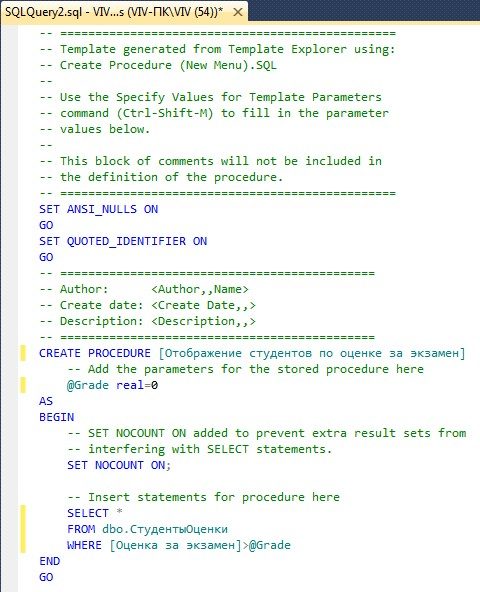 SQLQuery2.sql - VIV...s (VIV-ПК\VIV (54))*
-- =============================================
-- Template generated from Template Explorer using:
-- Create Procedure (New Menu).SQL
--
-- Use the Specify Values for Template Parameters
-- command (Ctrl-Shift-M) to fill in the parameter
-- values below.
--
-- This block of comments will not be included in
-- the definition of the procedure.
-- =============================================
SET ANSI_NULLS ON
GO
SET QUOTED_IDENTIFIER ON
GO
-- =============================================
-- Author:      <Author,,Name>
-- Create date: <Create Date,,>
-- Description: <Description,,>
-- =============================================
CREATE PROCEDURE [Отображение студентов по оценке за экзамен]
    -- Add the parameters for the stored procedure here
    @Grade real=0
AS
BEGIN
    -- SET NOCOUNT ON added to prevent extra result sets from
    -- interfering with SELECT statements.
    SET NOCOUNT ON;

    -- Insert statements for procedure here
    SELECT *
    FROM dbo.СтудентыОценки
    WHERE [Оценка за экзамен]>@Grade
END
GO